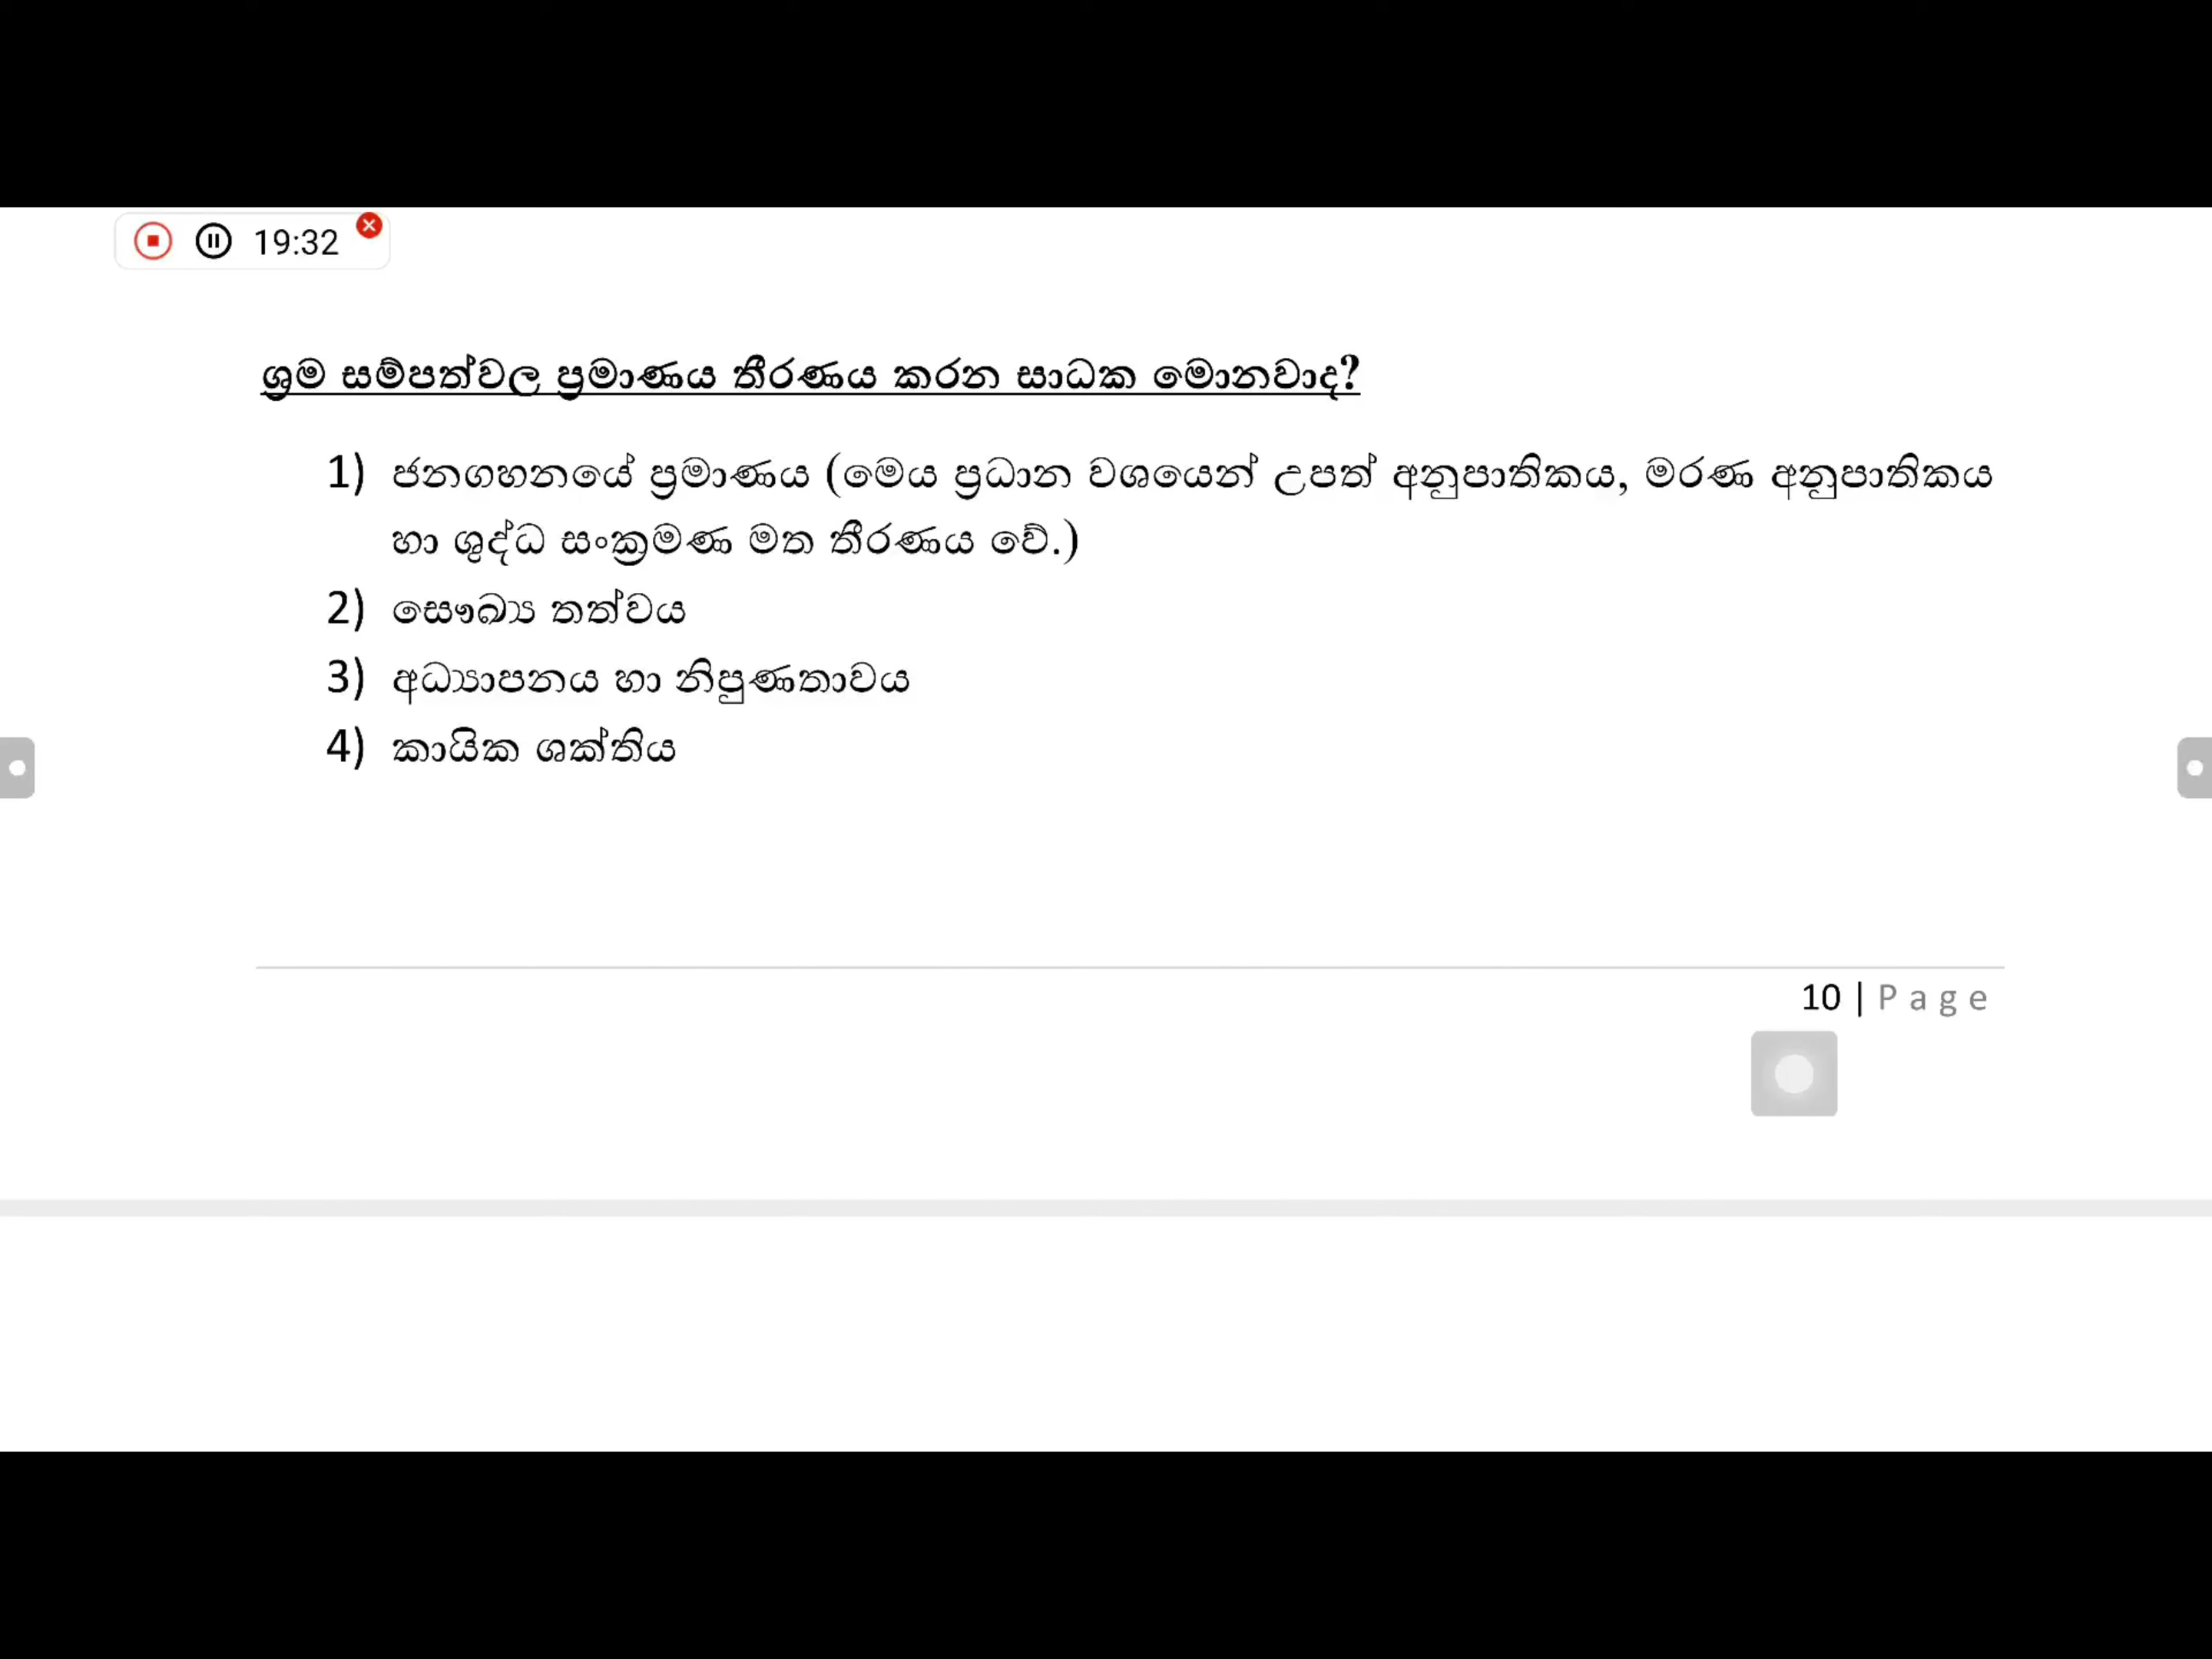 19:32
ශ්‍රම සම්පත්වල ප්‍රමාණය තීරණය කරන සාධක මොනවාද?
1) ජනගහනයේ ප්‍රමාණය (මෙය ප්‍රධාන වශයෙන් උපත් අනුපාතිකය, මරණ අනුපාතිකය
හා ශුද්ධ සංක්‍රමණ මත තීරණය වේ.)
2) සෞඛ්‍ය තත්වය
3) අධ්‍යාපනය හා නිපුණතාවය
4) කායික ශක්තිය
10 | Page